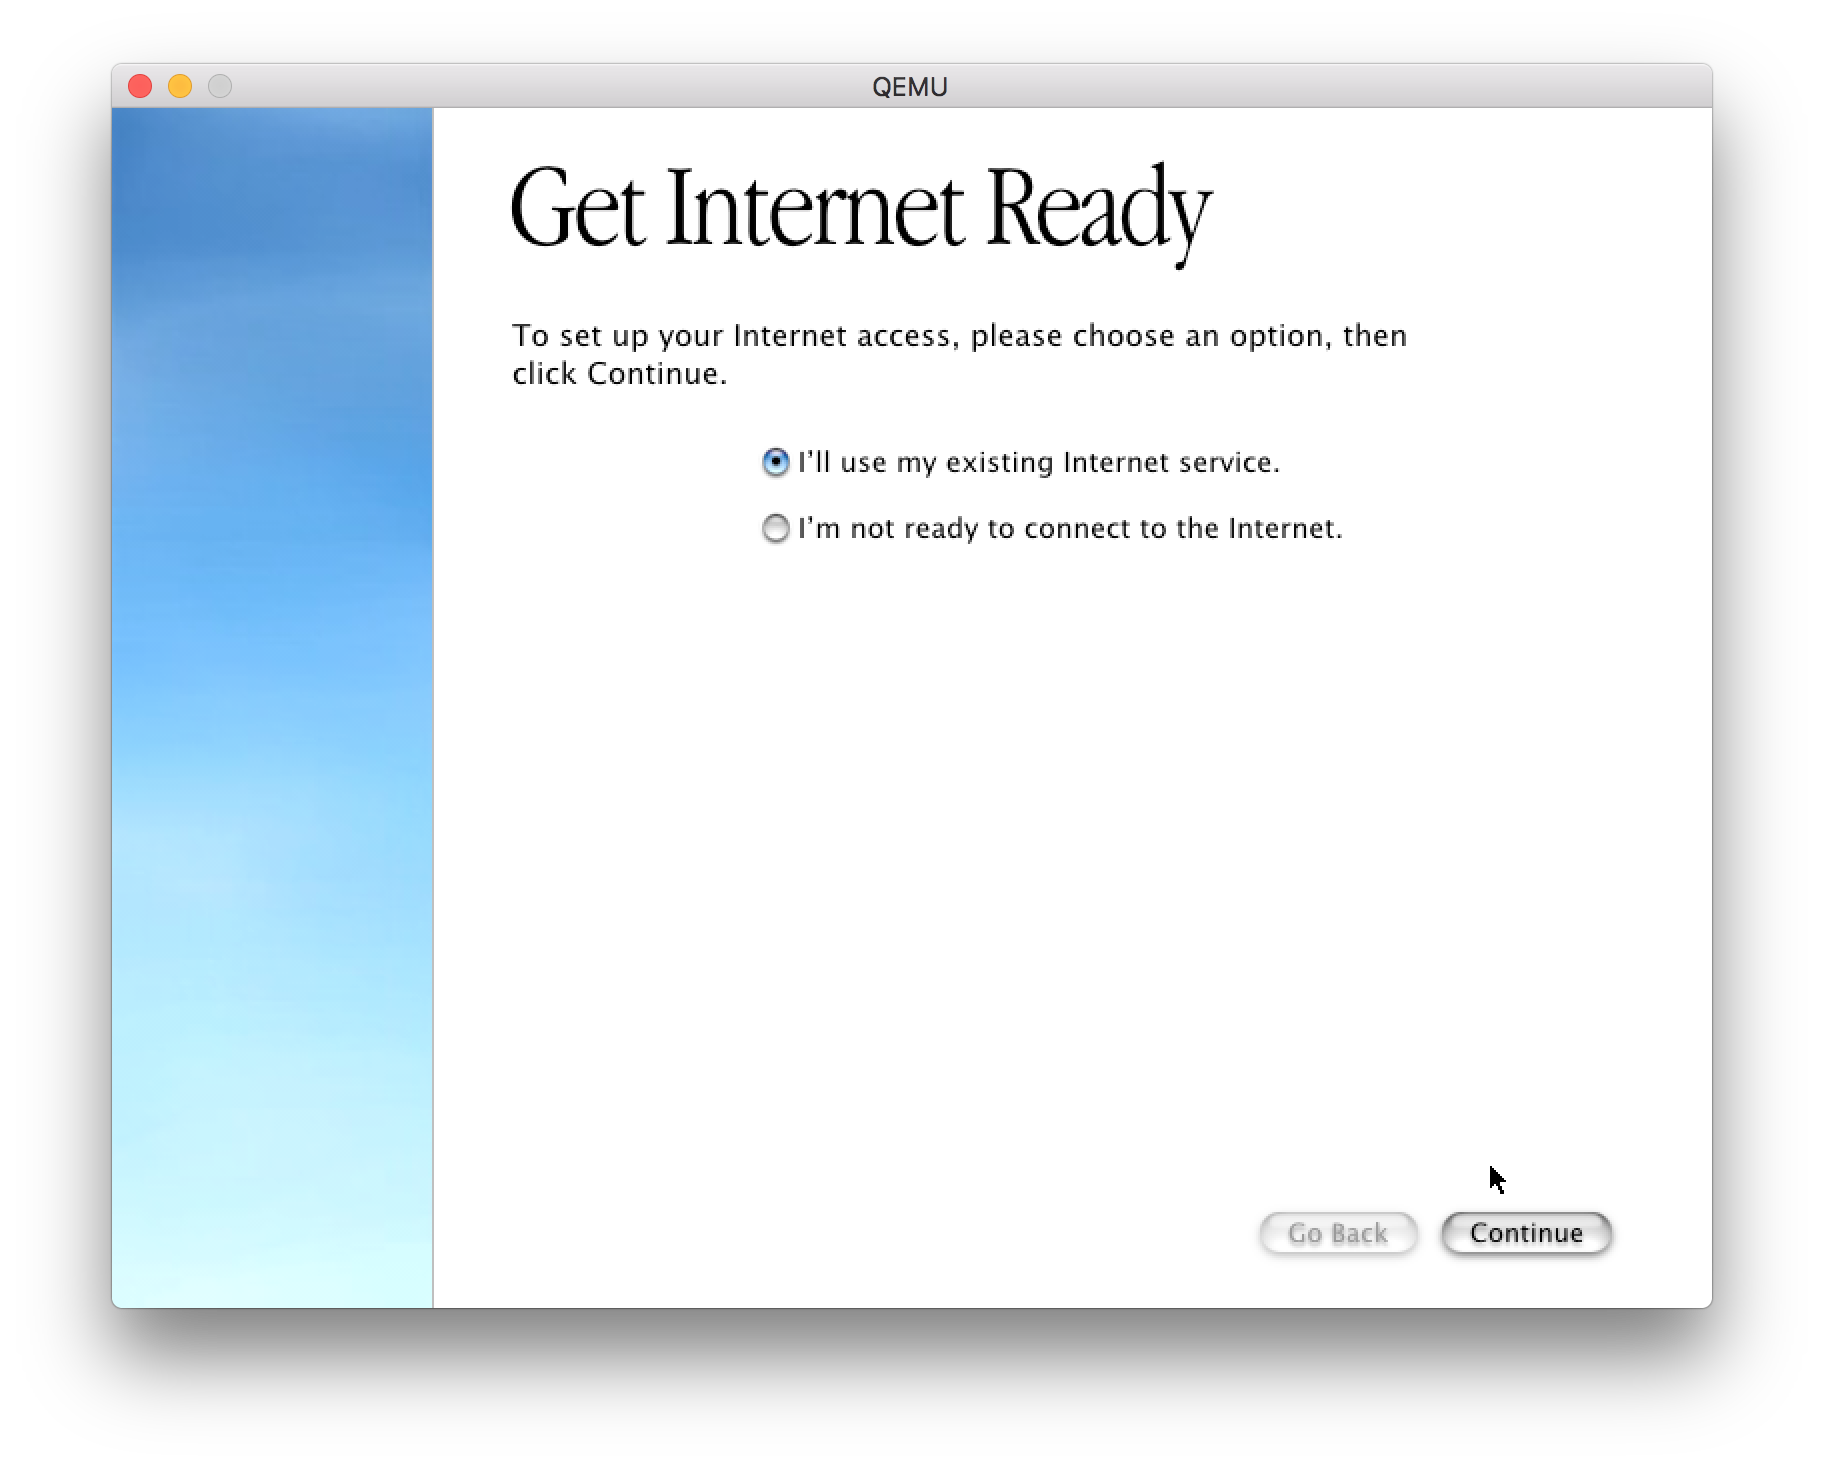 QEMU
Get Internet Ready
To set up your Internet access, please choose an option, then
click Continue.
I’ll use my existing Internet service.
I’m not ready to connect to the Internet.
Go Back
Continue